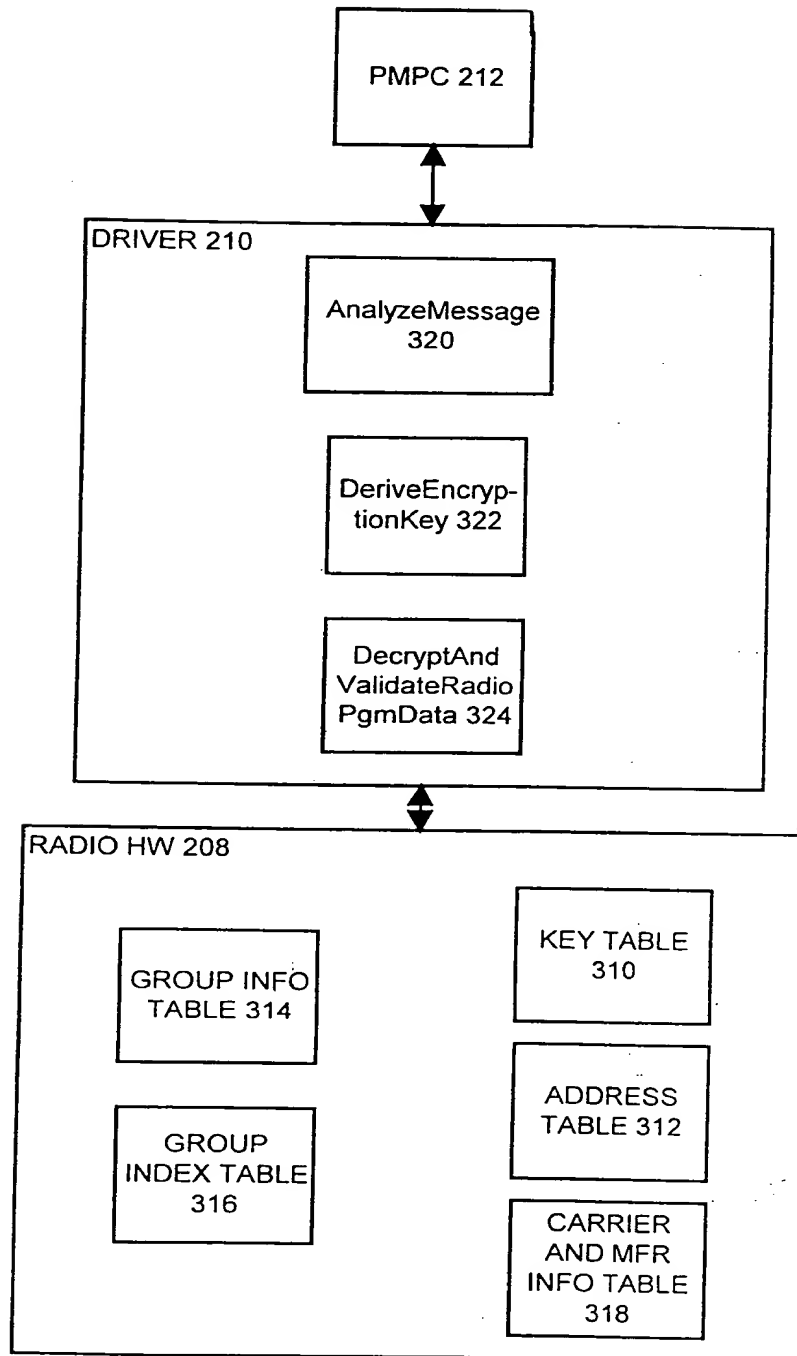 PMPC 212
DRIVER 210
AnalyzeMessage
320
DeriveEncryp-
tionKey 322
DecryptAnd
ValidateRadio
PgmData 324
RADIO HW 208
GROUP INFO
TABLE 314
GROUP
INDEX TABLE
316
KEY TABLE
310
ADDRESS
TABLE 312
CARRIER
AND MFR
INFO TABLE
318